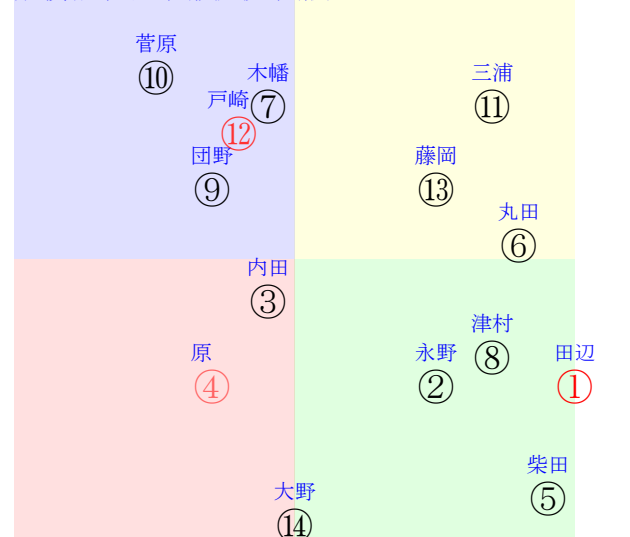 菅原
⑩
木幡
⑦
三浦
⑪
戸崎
⑫
団野
⑨
藤岡
⑬
丸田
⑥
内田
③
津村
⑧
原
④
永野
②
田辺
①
柴田
⑤
大野
⑭